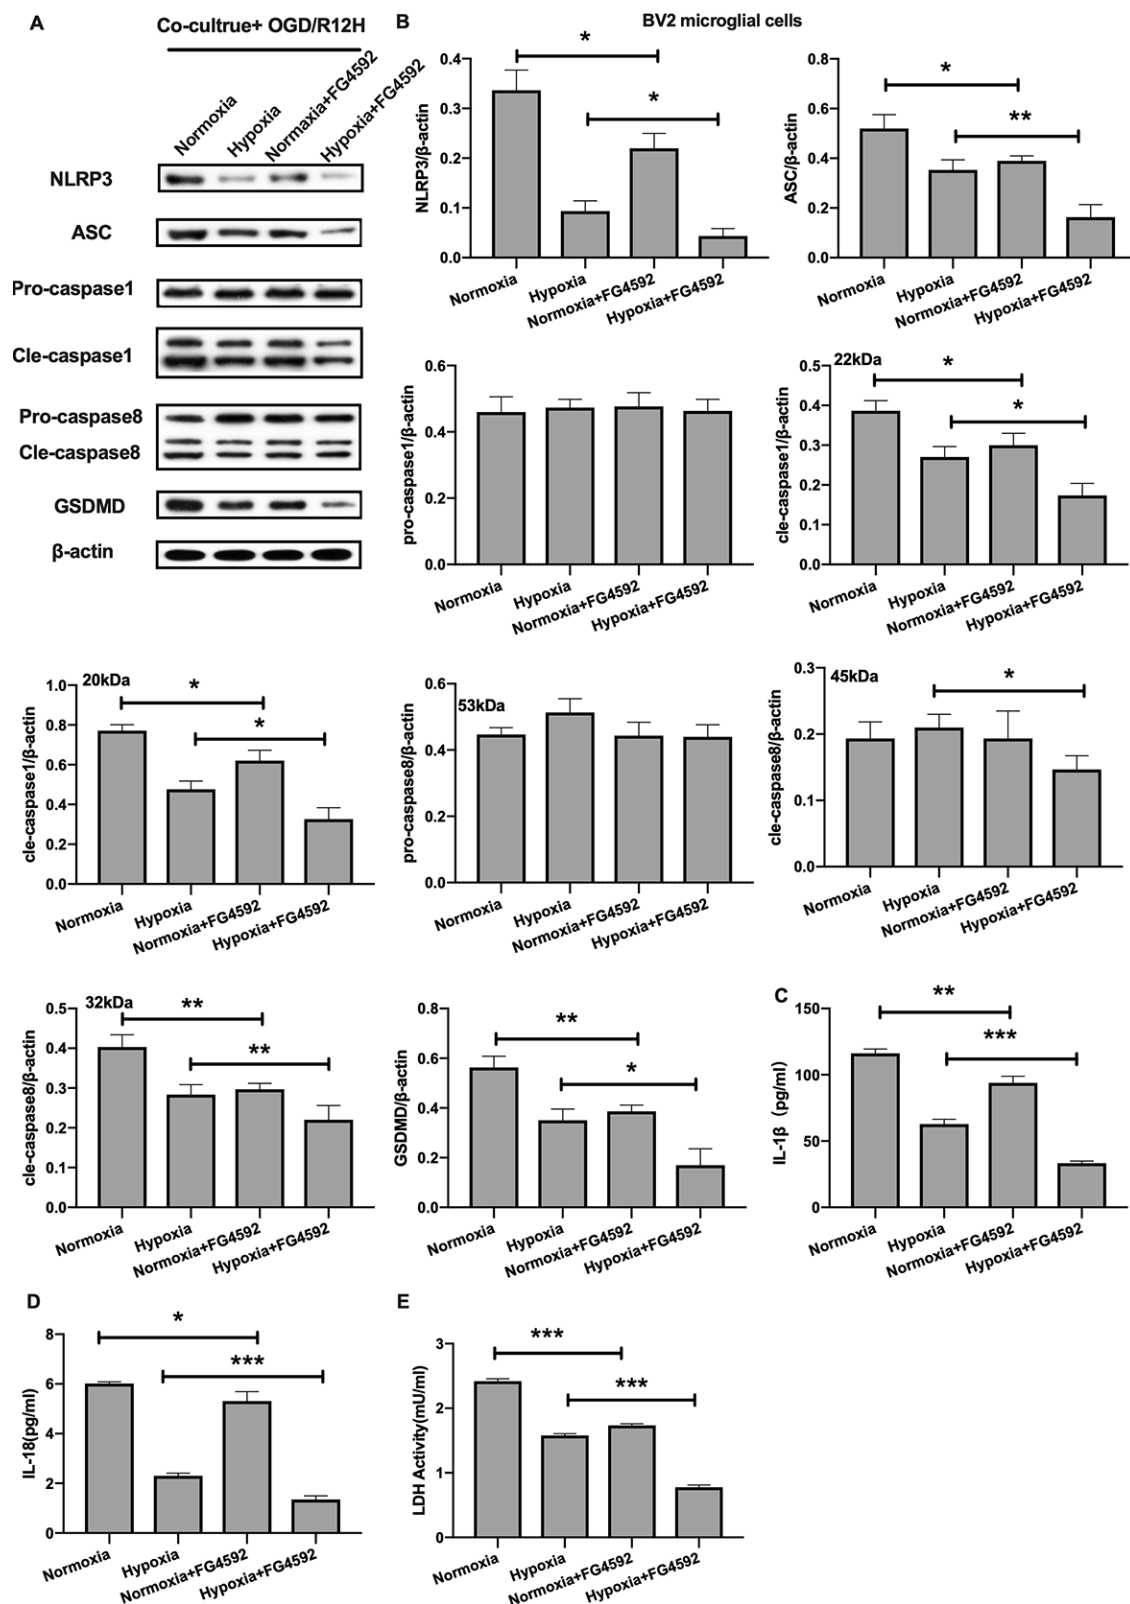 A
Co-cultrue+ OGD/R12H
Normoxia
Hypoxia
Normaxia+FG4592
Hypoxia+FG4592
NLRP3
ASC
Pro-caspase1
Cle-caspase1
Pro-caspase8
Cle-caspase8
GSDMD
β-actin
B
BV2 microglial cells
NLRP3/β-actin
0.4
0.3
0.2
0.1
0.0
*
*
Normoxia
Hypoxia
Normoxia+FG4592
Hypoxia+FG4592
ASC/β-actin
0.8
0.6
0.4
0.2
0.0
*
**
Normoxia
Hypoxia
Normoxia+FG4592
Hypoxia+FG4592
pro-caspase1/β-actin
0.6
0.4
0.2
0.0
Normoxia
Hypoxia
Normoxia+FG4592
Hypoxia+FG4592
cle-caspase1/β-actin
22kDa
0.5
0.4
0.3
0.2
0.1
0.0
*
*
Normoxia
Hypoxia
Normoxia+FG4592
Hypoxia+FG4592
cle-caspase1/β-actin
20kDa
1.0
0.8
0.6
0.4
0.2
0.0
*
*
Normoxia
Hypoxia
Normoxia+FG4592
Hypoxia+FG4592
pro-caspase8/β-actin
53kDa
0.6
0.4
0.2
0.0
Normoxia
Hypoxia
Normoxia+FG4592
Hypoxia+FG4592
cle-caspase8/β-actin
45kDa
0.3
0.2
0.1
0.0
*
Normoxia
Hypoxia
Normoxia+FG4592
Hypoxia+FG4592
cle-caspase8/β-actin
32kDa
0.5
0.4
0.3
0.2
0.1
0.0
**
**
Normoxia
Hypoxia
Normoxia+FG4592
Hypoxia+FG4592
GSDMD/β-actin
0.8
0.6
0.4
0.2
0.0
**
*
Normoxia
Hypoxia
Normoxia+FG4592
Hypoxia+FG4592
C
IL-1β (pg/ml)
150
100
50
0
**
***
Normoxia
Hypoxia
Normoxia+FG4592
Hypoxia+FG4592
D
IL-18(pg/ml)
8
6
4
2
0
*
***
Normoxia
Hypoxia
Normoxia+FG4592
Hypoxia+FG4592
E
LDH Activity(mU/ml)
3
2
1
0
***
***
Normoxia
Hypoxia
Normoxia+FG4592
Hypoxia+FG4592